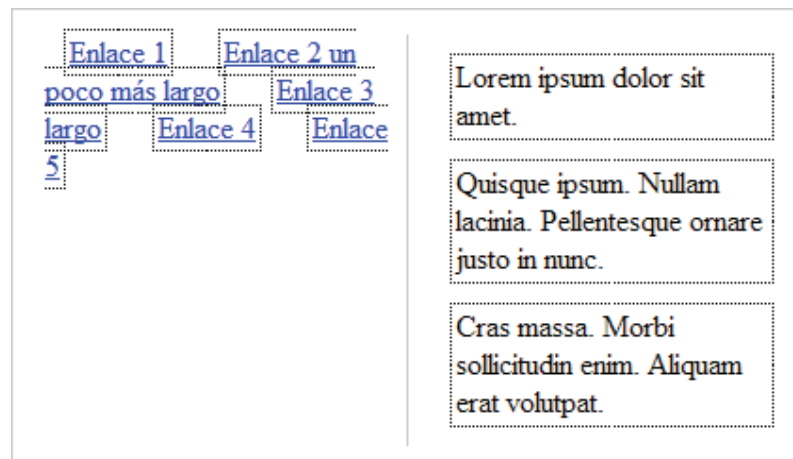 Enlace 1 Enlace 2 un
poco más largo Enlace 3
largo Enlace 4 Enlace
5
Lorem ipsum dolor sit
amet.
Quisque ipsum. Nullam
lacinia. Pellentesque ornare
justo in nunc.
Cras massa. Morbi
sollicitudin enim. Aliquam
erat volutpat.